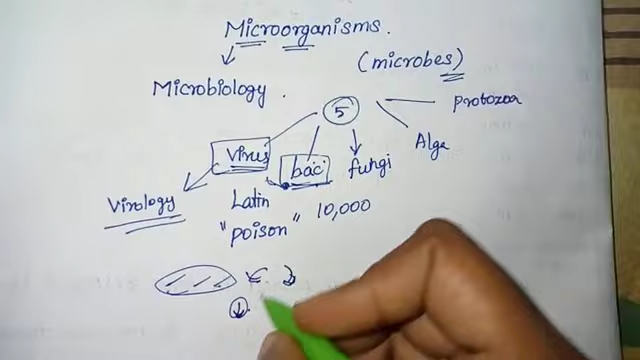 Microorganisms.
(microbes)
Microbiology.
5
protozoa
Alga
virus
bac
fungi
Virology
Latin
"poison"
10,000